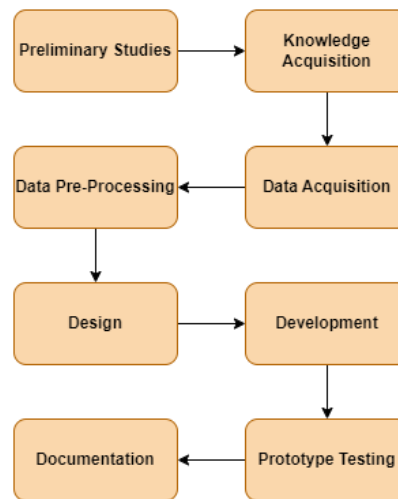 Preliminary Studies
Knowledge
Acquisition
Data Pre-Processing
Data Acquisition
Design
Development
Documentation
Prototype Testing